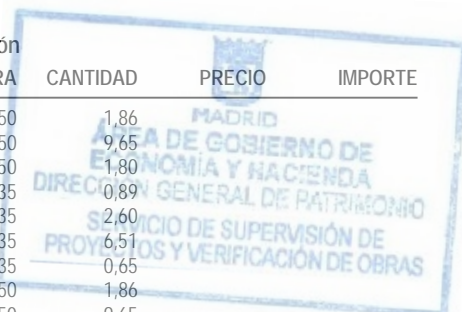 ón
RA CANTIDAD PRECIO IMPORTE
50 1,86
50 9,65
50 1,80
35 0,89
35 2,60
35 6,51
35 0,65
50 1,86
MADRID
ÁREA DE GOBIERNO DE
ECONOMÍA Y HACIENDA
DIRECCIÓN GENERAL DE PATRIMONIO
SERVICIO DE SUPERVISIÓN DE
PROYECTOS Y VERIFICACIÓN DE OBRAS